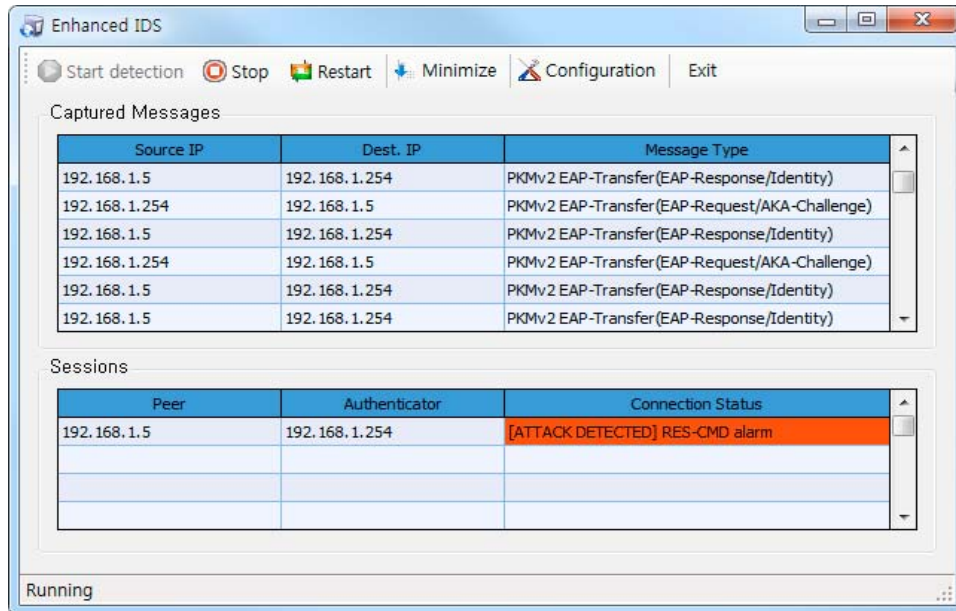 Enhanced IDS
Start detection Stop Restart Minimize Configuration Exit
Captured Messages
Source IP Dest. IP Message Type
192.168.1.5 192.168.1.254 PKMv2 EAP-Transfer(EAP-Response/Identity)
192.168.1.254 192.168.1.5 PKMv2 EAP-Transfer(EAP-Request/AKA-Challenge)
192.168.1.5 192.168.1.254 PKMv2 EAP-Transfer(EAP-Response/Identity)
192.168.1.254 192.168.1.5 PKMv2 EAP-Transfer(EAP-Request/AKA-Challenge)
192.168.1.5 192.168.1.254 PKMv2 EAP-Transfer(EAP-Response/Identity)
192.168.1.5 192.168.1.254 PKMv2 EAP-Transfer(EAP-Response/Identity)
Sessions
Peer Authenticator Connection Status
192.168.1.5 192.168.1.254 [ATTACK DETECTED] RES-CMD alarm
Running